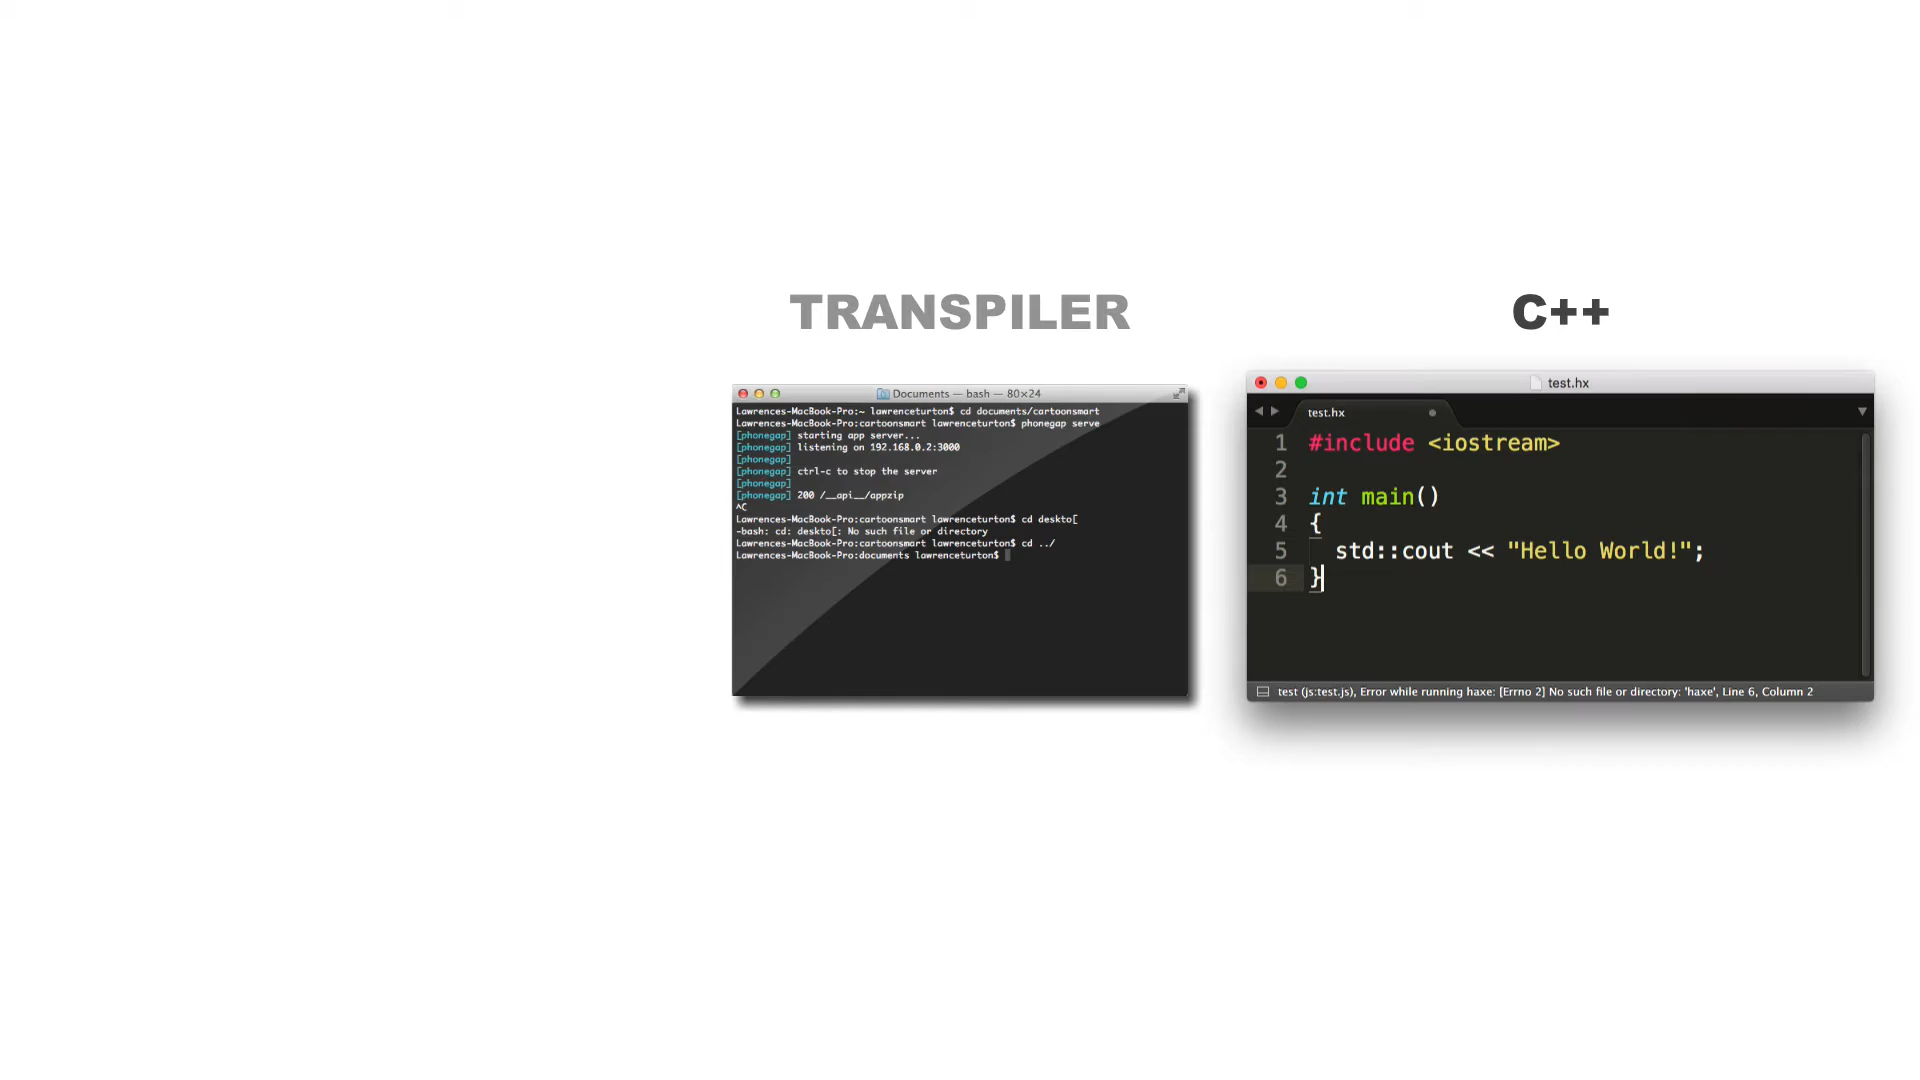 TRANSPILER
Documents — bash — 80×24
Lawrences-MacBook-Pro:~ lawrenceturton$ cd documents/cartoonsmart
Lawrences-MacBook-Pro:cartoonsmart lawrenceturton$ phonegap serve
[phonegap] starting app server...
[phonegap] listening on 192.168.0.2:3000
[phonegap]
[phonegap] ctrl-c to stop the server
[phonegap]
[phonegap] 200 /__api__/appzip
^C
Lawrences-MacBook-Pro:cartoonsmart lawrenceturton$ cd deskto[
-bash: cd: deskto[: No such file or directory
Lawrences-MacBook-Pro:cartoonsmart lawrenceturton$ cd ../
Lawrences-MacBook-Pro:documents lawrenceturton$
C++
test.hx
test.hx
1 #include <iostream>
2
3 int main()
4 {
5 std::cout << "Hello World!";
6 }
test (js:test.js), Error while running haxe: [Errno 2] No such file or directory: 'haxe', Line 6, Column 2